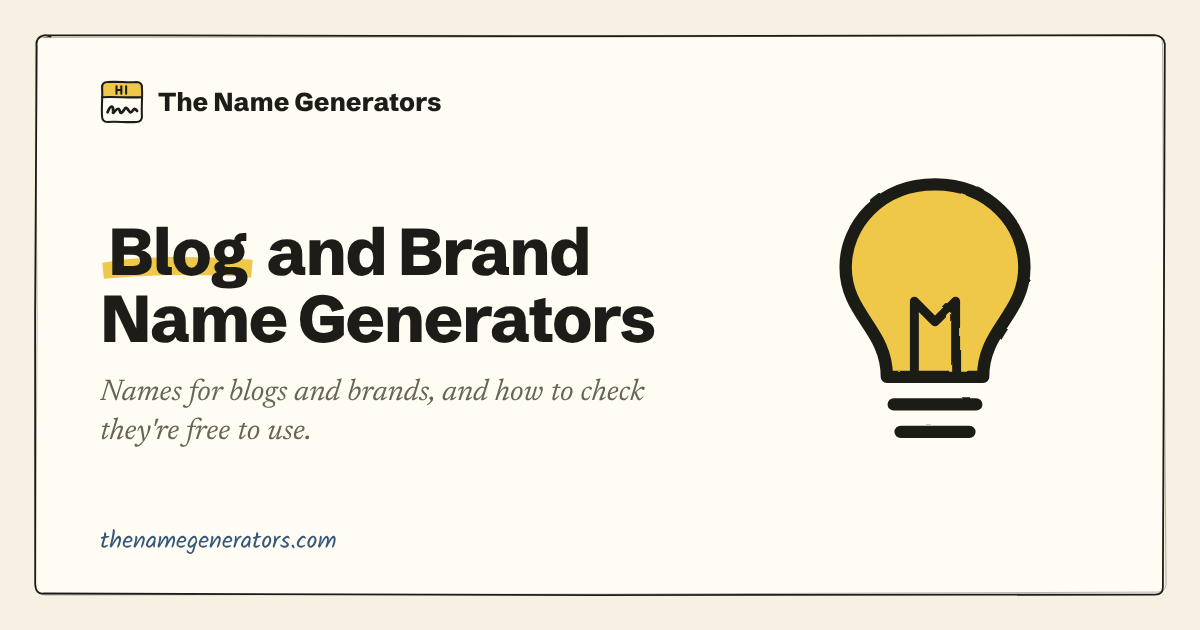 HI
The Name Generators
Blog and Brand
Name Generators
Names for blogs and brands, and how to check
they're free to use.
thenamegenerators.com